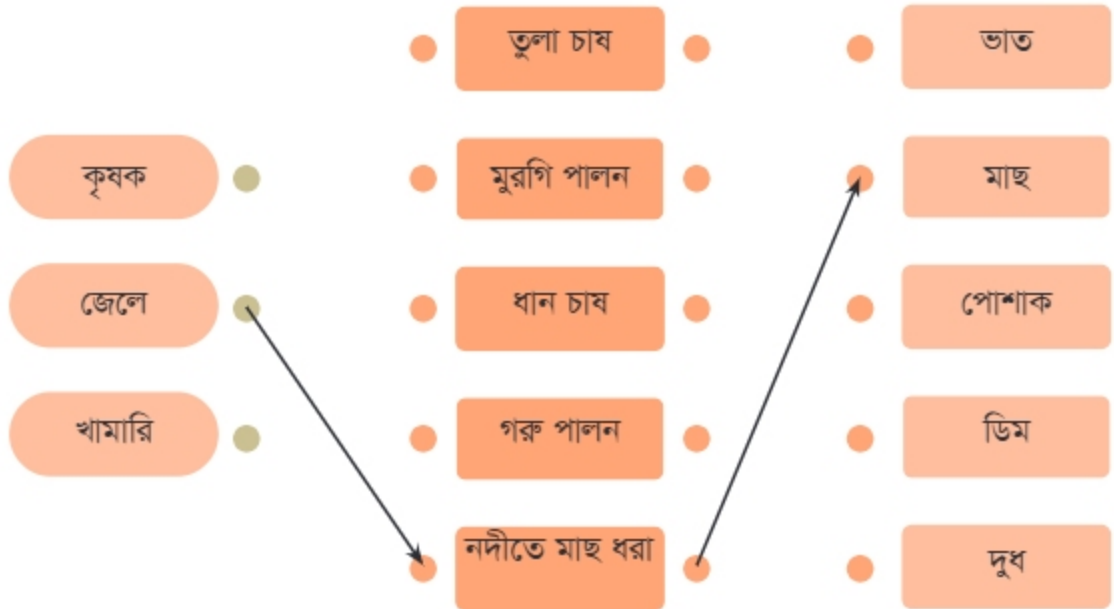 তুলা চাষ
ভাত
কৃষক
মুরগি পালন
মাছ
জেলে
ধান চাষ
পোশাক
খামারি
গরু পালন
ডিম
নদীতে মাছ ধরা
দুধ